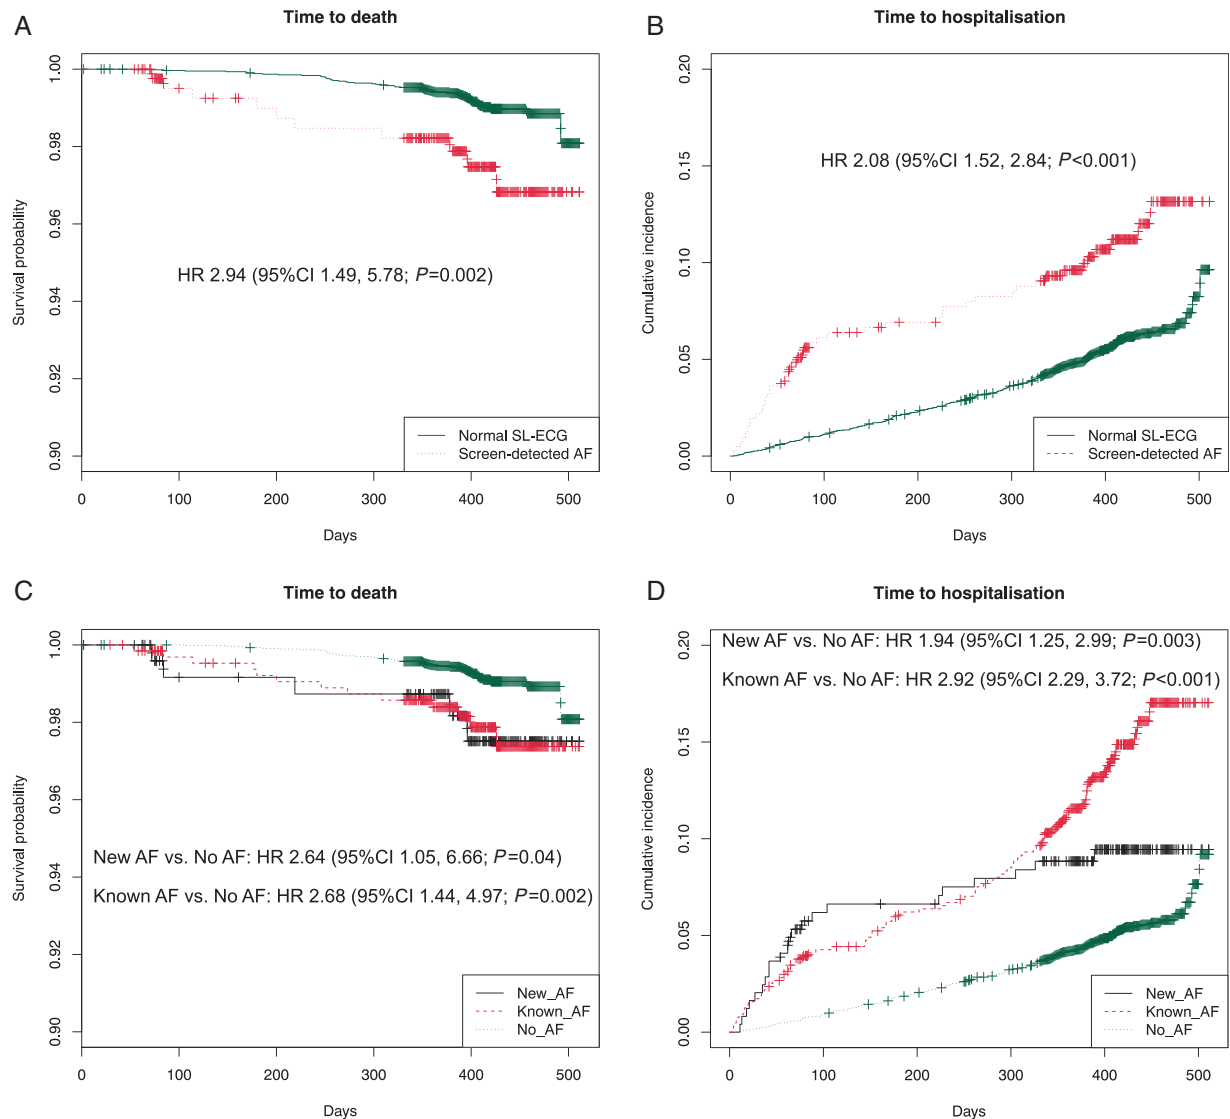 A
Time to death
Survival probability
1.00
0.98
0.96
0.94
0.92
0.90
HR 2.94 (95%CI 1.49, 5.78; P=0.002)
Normal SL-ECG
Screen-detected AF
0
100
200
300
400
500
Days
B
Time to hospitalisation
Cumulative incidence
0.20
0.15
0.10
0.05
0.00
HR 2.08 (95%CI 1.52, 2.84; P<0.001)
Normal SL-ECG
Screen-detected AF
0
100
200
300
400
500
Days
C
Time to death
Survival probability
1.00
0.98
0.96
0.94
0.92
0.90
New AF vs. No AF: HR 2.64 (95%CI 1.05, 6.66; P=0.04)
Known AF vs. No AF: HR 2.68 (95%CI 1.44, 4.97; P=0.002)
New_AF
Known_AF
No_AF
0
100
200
300
400
500
Days
D
Time to hospitalisation
Cumulative incidence
0.20
0.15
0.10
0.05
0.00
New AF vs. No AF: HR 1.94 (95%CI 1.25, 2.99; P=0.003)
Known AF vs. No AF: HR 2.92 (95%CI 2.29, 3.72; P<0.001)
New_AF
Known_AF
No_AF
0
100
200
300
400
500
Days